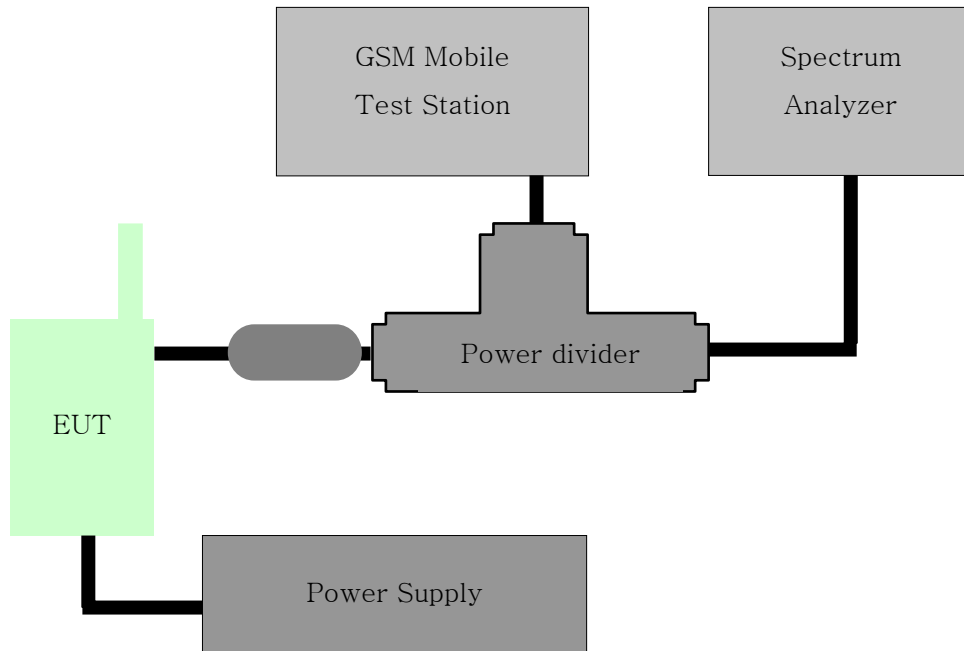 GSM Mobile
Test Station
Spectrum
Analyzer
Power divider
EUT
Power Supply